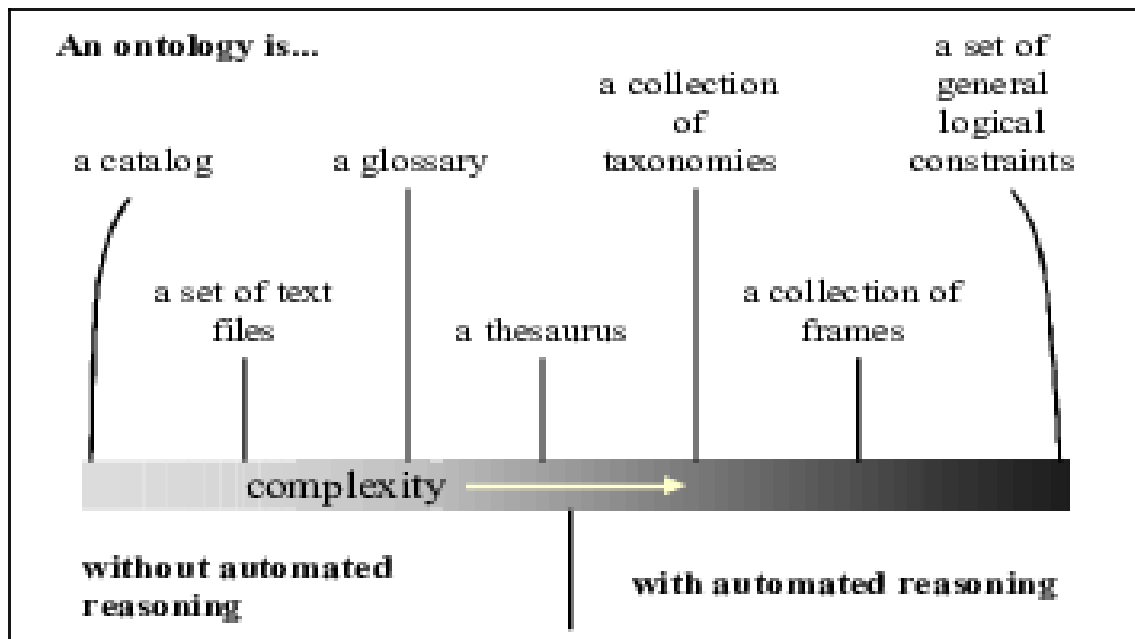 An ontology is...
a catalog
a set of text
files
a glossary
a thesaurus
a collection
of
taxonomies
a collection of
frames
a set of
general
logical
constraints
complexity
without automated
reasoning
with automated reasoning